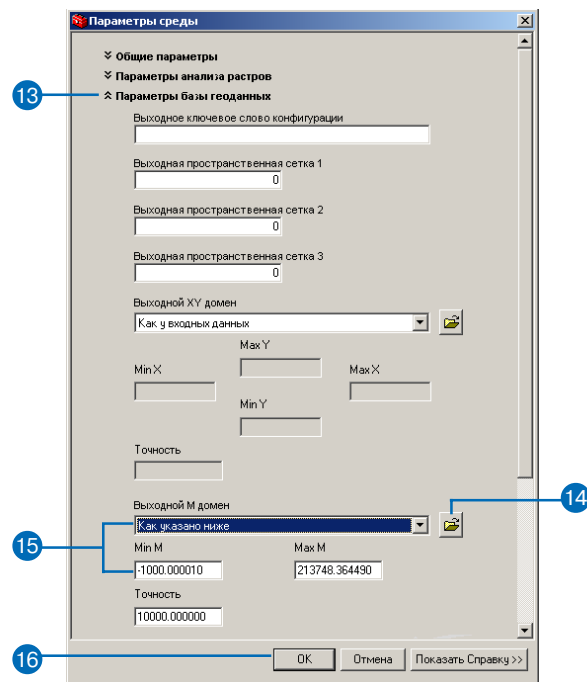 Параметры среды
Общие параметры
Параметры анализа растров
13
Параметры базы геоданных
Выходное ключевое слово конфигурации
Выходная пространственная сетка 1
0
Выходная пространственная сетка 2
0
Выходная пространственная сетка 3
0
Выходной XY домен
Как у входных данных
Max Y
Min X
Max X
Min Y
Точность
Выходной М домен
14
Как указано ниже
15
Min M
Max M
-1000.000010
213748.364490
Точность
10000.000000
16
OK
Отмена
Показать Справку >>